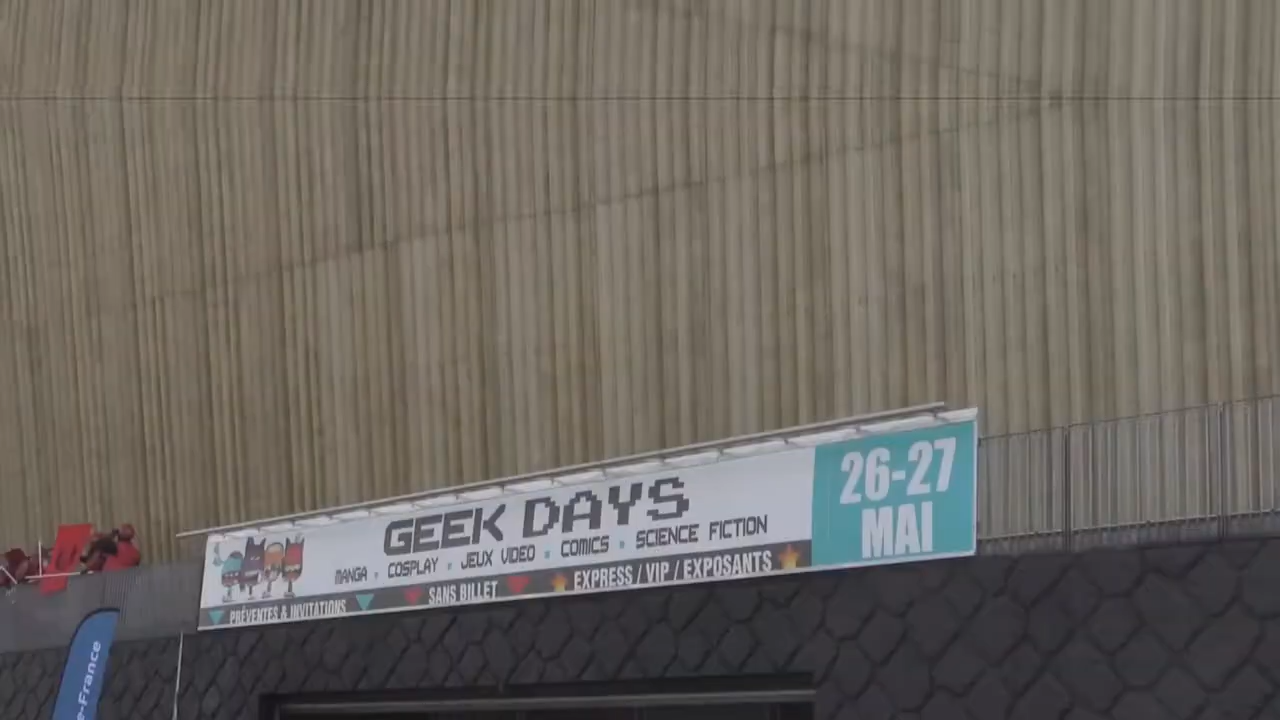 GEEK DAYS
MANGA • COSPLAY • JEUX VIDEO • COMICS • SCIENCE FICTION
PRÉVENTES & INVITATIONS SANS BILLET EXPRESS / VIP / EXPOSANTS
26-27
MAI
e-France